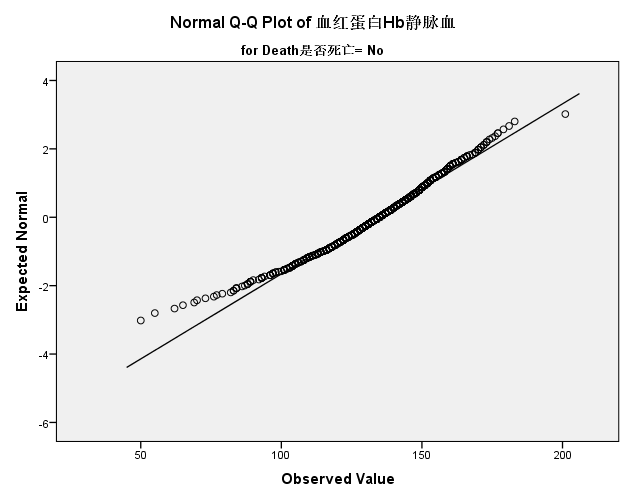 Normal Q-Q Plot of 血红蛋白Hb静脉血
for Death是否死亡= No
4
2
0
-2
-4
-6
Expected Normal
50
100
150
200
Observed Value